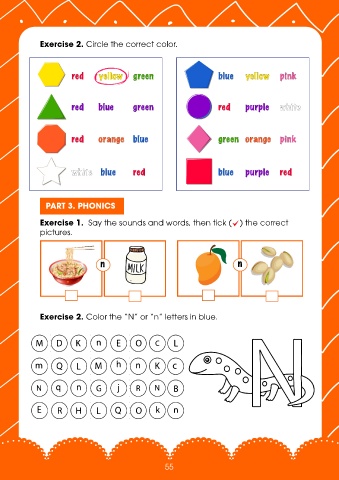 Exercise 2. Circle the correct color.
red yellow green
blue yellow pink
red blue green
red purple white
red orange blue
green orange pink
white blue red
blue purple red
PART 3. PHONICS
Exercise 1. Say the sounds and words, then tick (✓) the correct
pictures.
n
MILK
n
Exercise 2. Color the “N” or “n” letters in blue.
M D K n E O c L
m Q L M h n K c
N q n G j R N B
E R H L Q O k n
N
55